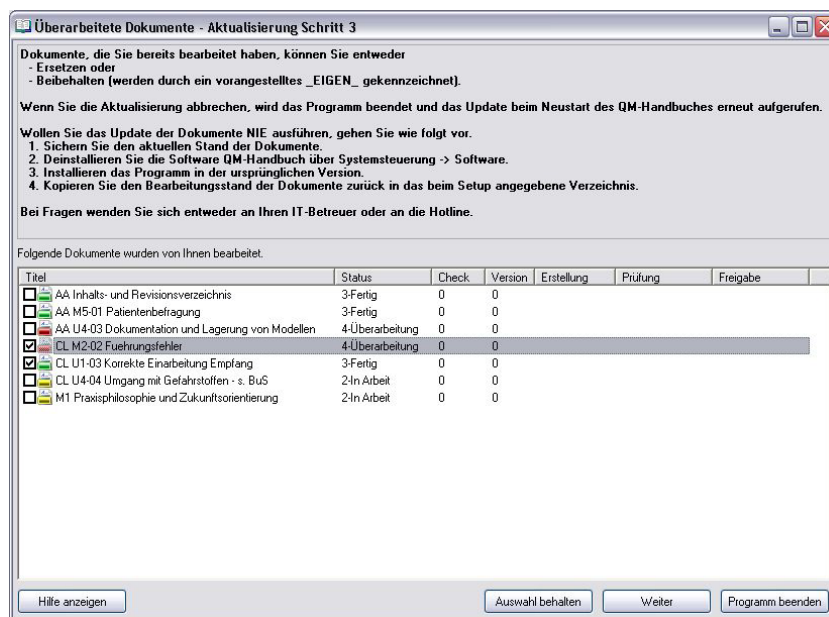 Überarbeitete Dokumente - Aktualisierung Schritt 3
Dokumente, die Sie bereits bearbeitet haben, können Sie entweder
- Ersetzen oder
- Beibehalten (werden durch ein vorangestelltes _EIGEN_ gekennzeichnet).
Wenn Sie die Aktualisierung abbrechen, wird das Programm beendet und das Update beim Neustart des QM-Handbuches erneut aufgerufen.
Wollen Sie das Update der Dokumente NIE ausführen, gehen Sie wie folgt vor.
1. Sichern Sie den aktuellen Stand der Dokumente.
2. Deinstallieren Sie die Software QM-Handbuch über Systemsteuerung -> Software.
3. Installieren das Programm in der ursprünglichen Version.
4. Kopieren Sie den Bearbeitungsstand der Dokumente zurück in das beim Setup angegebene Verzeichnis.
Bei Fragen wenden Sie sich entweder an Ihren IT-Betreuer oder an die Hotline.
Folgende Dokumente wurden von Ihnen bearbeitet.
Titel Status Check Version Erstellung Prüfung Freigabe
AA Inhalts- und Revisionsverzeichnis 3-Fertig 0 0
AA M5-01 Patientenbefragung 3-Fertig 0 0
AA U4-03 Dokumentation und Lagerung von Modellen 4-Überarbeitung 0 0
CL M2-02 Fuehrungsfehler 4-Überarbeitung 0 0
CL U1-03 Korrekte Einarbeitung Empfang 3-Fertig 0 0
CL U4-04 Umgang mit Gefahrstoffen - s. BuS 2-In Arbeit 0 0
M1 Praxisphilosophie und Zukunftsorientierung 2-In Arbeit 0 0
Hilfe anzeigen Auswahl behalten Weiter Programm beenden